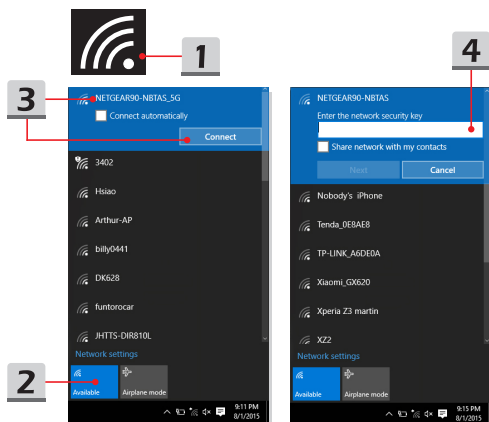 1
4
3
NETGEAR90-NBTAS_5G
Connect automatically
Connect
3402
Hsiao
Arthur-AP
billy0441
DK628
funtorocar
JHTTS-DIR810L
Network settings
2
Available
Airplane mode
9:11 PM
8/1/2015
NETGEAR90-NBTAS
Enter the network security key
Share network with my contacts
Next
Cancel
Nobody's iPhone
Tenda_0E8AE8
TP-LINK_A6DE0A
Xiaomi_GX620
Xperia Z3 martin
XZ2
Network settings
Available
Airplane mode
9:15 PM
8/1/2015